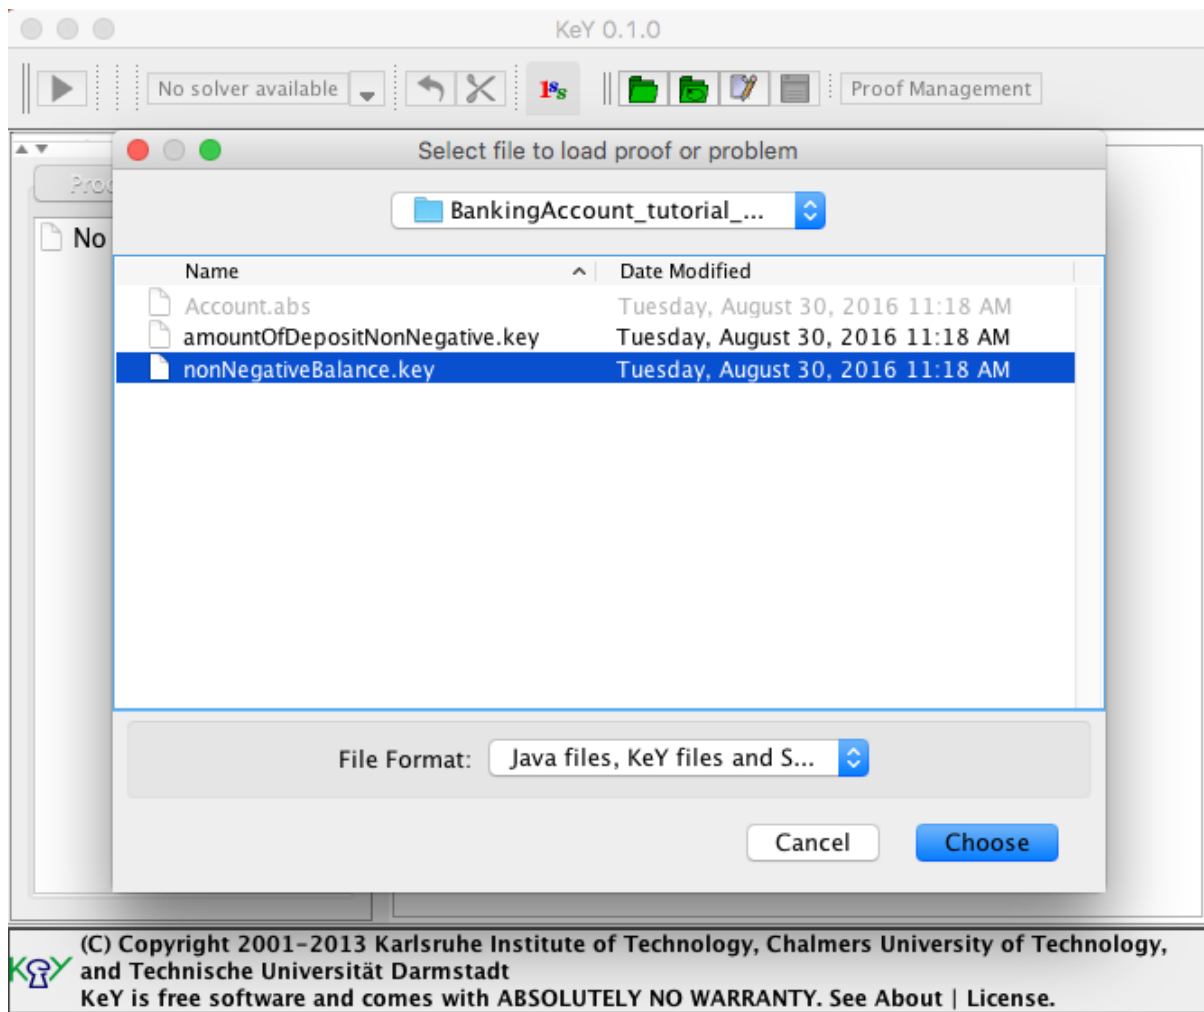 KeY 0.1.0
No solver available
1ss
Proof Management
Select file to load proof or problem
BankingAccount_tutorial_...
No
Name
Date Modified
Account.abs Tuesday, August 30, 2016 11:18 AM
amountOfDepositNonNegative.key Tuesday, August 30, 2016 11:18 AM
nonNegativeBalance.key Tuesday, August 30, 2016 11:18 AM
File Format: Java files, KeY files and S...
Cancel
Choose
(C) Copyright 2001-2013 Karlsruhe Institute of Technology, Chalmers University of Technology,
KeY and Technische Universität Darmstadt
KeY is free software and comes with ABSOLUTELY NO WARRANTY. See About | License.